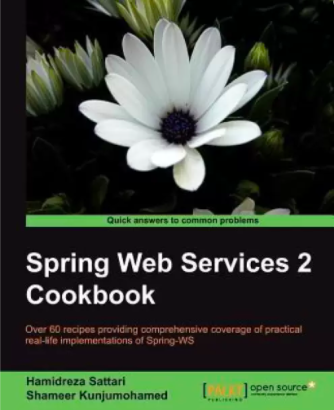 Quick answers to common problems
Spring Web Services 2
Cookbook
Over 60 recipes providing comprehensive coverage of practical
real-life implementations of Spring-WS
Hamidreza Sattari
Shameer Kunjumohamed
[PACKT] open source*
PUBLISHING